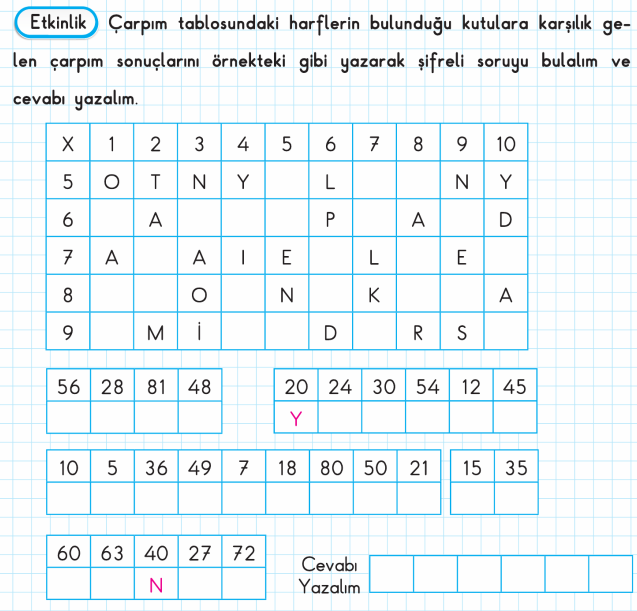 Etkinlik Çarpım tablosundaki harflerin bulunduğu kutulara karşılık ge-
len çarpım sonuçlarını örnekteki gibi yazarak şifreli soruyu bulalım ve
cevabı yazalım.
X 1 2 3 4 5 6 7 8 9 10
5 O T N Y L N Y
6 A P A D
7 A A I E L E
8 O N K A
9 M İ D R S
56 28 81 48 20 24 30 54 12 45
Y
10 5 36 49 7 18 80 50 21 15 35
60 63 40 27 72
N
Cevabı
Yazalım